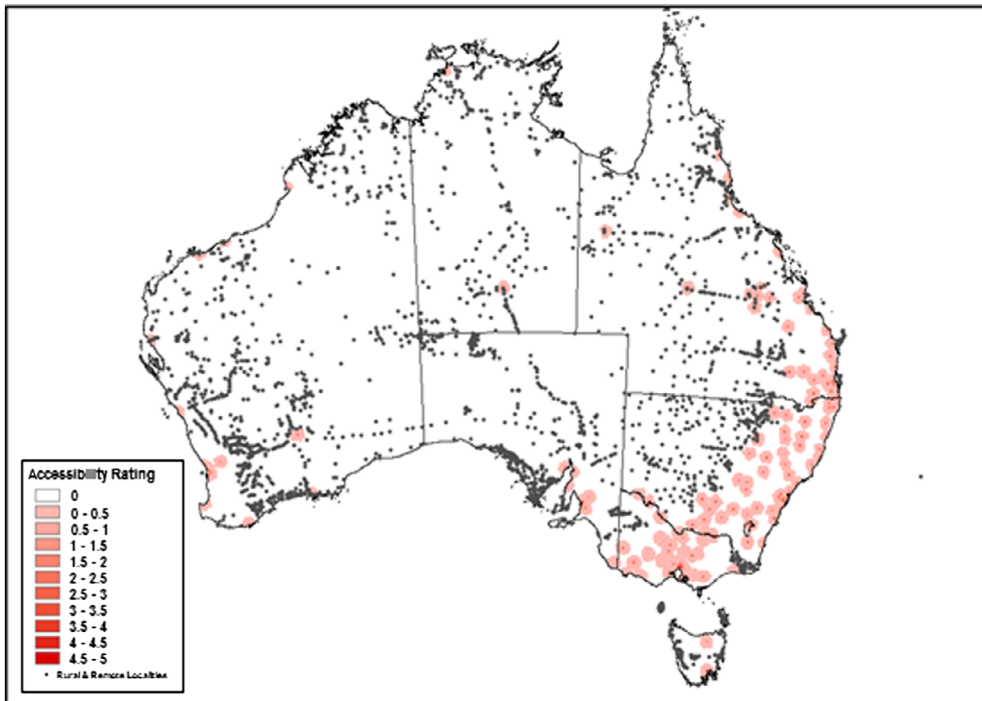 Accessibility Rating
0
0 - 0.5
0.5 - 1
1 - 1.5
1.5 - 2
2 - 2.5
2.5 - 3
3 - 3.5
3.5 - 4
4 - 4.5
4.5 - 5
Rural & Remote Localities